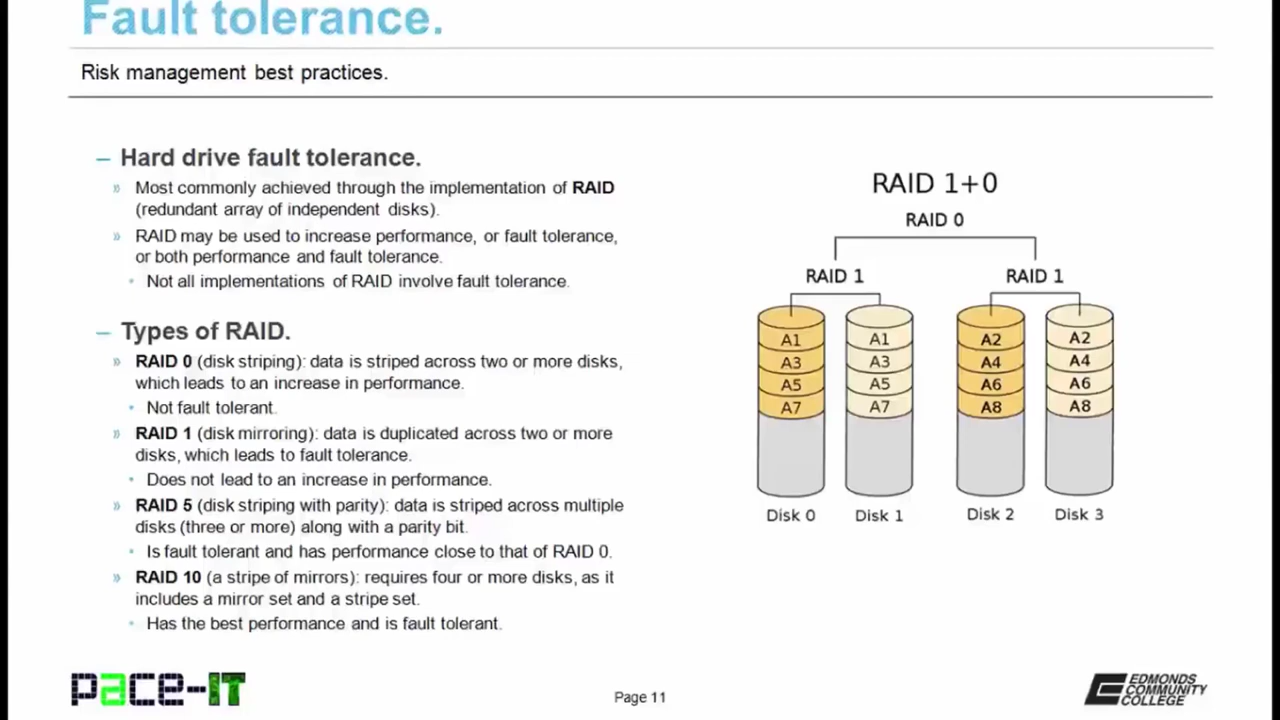 Fault tolerance.
Risk management best practices.
– Hard drive fault tolerance.
» Most commonly achieved through the implementation of RAID
(redundant array of independent disks).
» RAID may be used to increase performance, or fault tolerance,
or both performance and fault tolerance.
• Not all implementations of RAID involve fault tolerance.
– Types of RAID.
» RAID 0 (disk striping): data is striped across two or more disks,
which leads to an increase in performance.
• Not fault tolerant.
» RAID 1 (disk mirroring): data is duplicated across two or more
disks, which leads to fault tolerance.
• Does not lead to an increase in performance.
» RAID 5 (disk striping with parity): data is striped across multiple
disks (three or more) along with a parity bit.
• Is fault tolerant and has performance close to that of RAID 0.
» RAID 10 (a stripe of mirrors): requires four or more disks, as it
includes a mirror set and a stripe set.
• Has the best performance and is fault tolerant.
RAID 1+0
RAID 0
RAID 1 RAID 1
A1 A1 A2 A2
A3 A3 A4 A4
A5 A5 A6 A6
A7 A7 A8 A8
Disk 0 Disk 1 Disk 2 Disk 3
pace-IT
Page 11
EDMONDS
COMMUNITY
COLLEGE